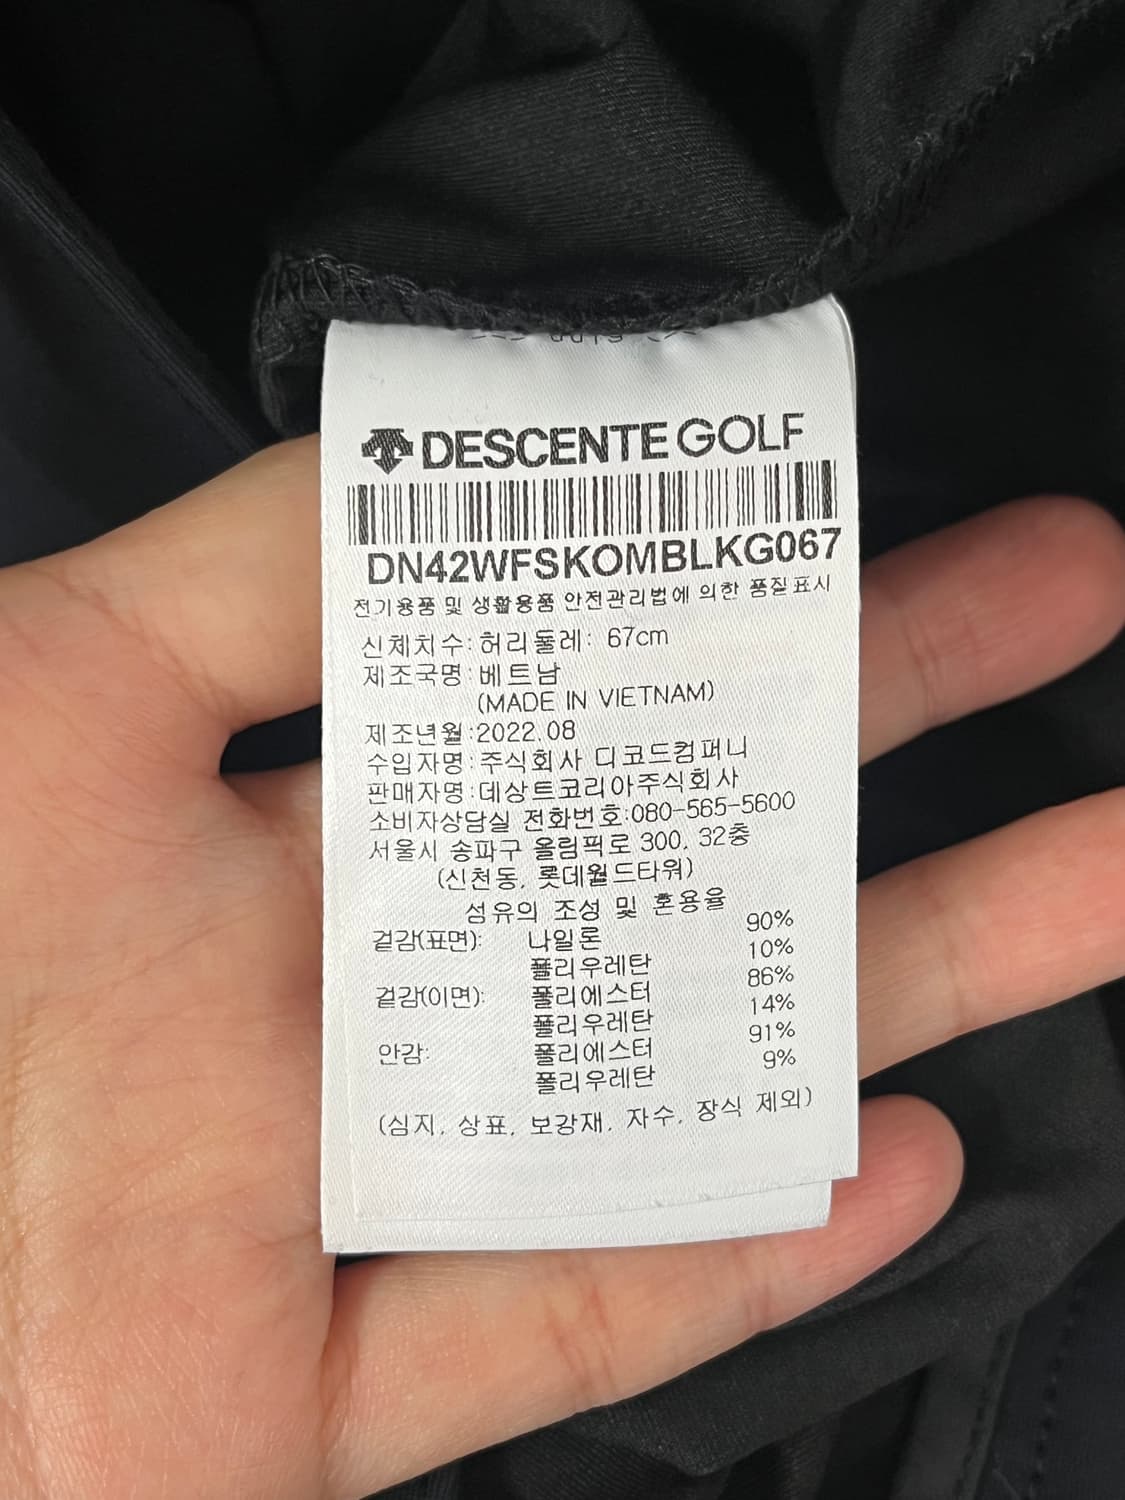 DESCENTE GOLF
DN42WFSKOMBLKG067
전기용품 및 생활용품 안전관리법에 의한 품질표시
신체치수: 허리둘레: 67cm
제조국명: 베트남
(MADE IN VIETNAM)
제조년월:2022.08
수입자명: 주식회사 디코드컴퍼니
판매자명:데상트코리아주식회사
소비자상담실 전화번호:080-565-5600
서울시 송파구 올림픽로 300, 32층
(신천동, 롯데월드타워)
섬유의 조성 및 혼용율
겉감(표면): 나일론 90%
폴리우레탄 10%
겉감(이면): 폴리에스터 86%
폴리우레탄 14%
안감: 폴리에스터 91%
폴리우레탄 9%
(심지, 상표, 보강재, 자수, 장식 제외)